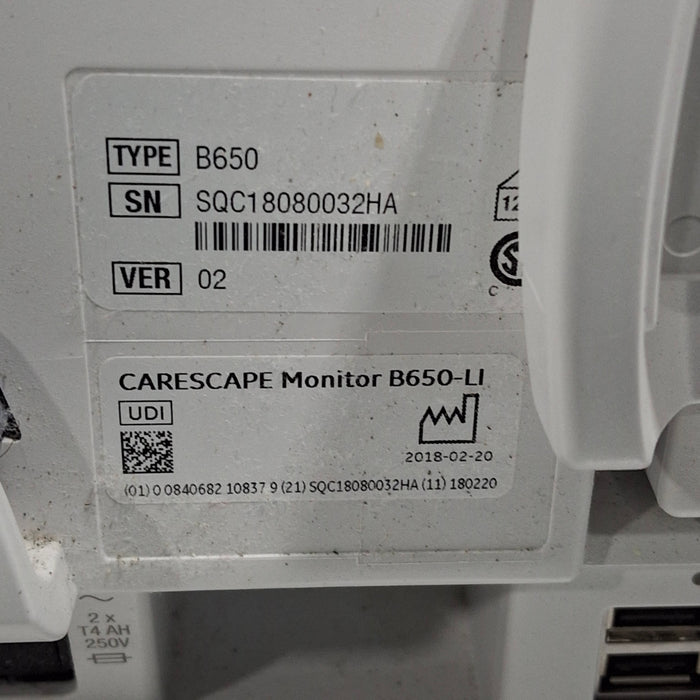 TYPE B650
SN SQC18080032HA
12
VER 02
C
CARESCAPE Monitor B650-LI
UDI
2018-02-20
(01) 0 0840682 10837 9 (21) SQC18080032HA (11) 180220
2 x
T4 AH
250V